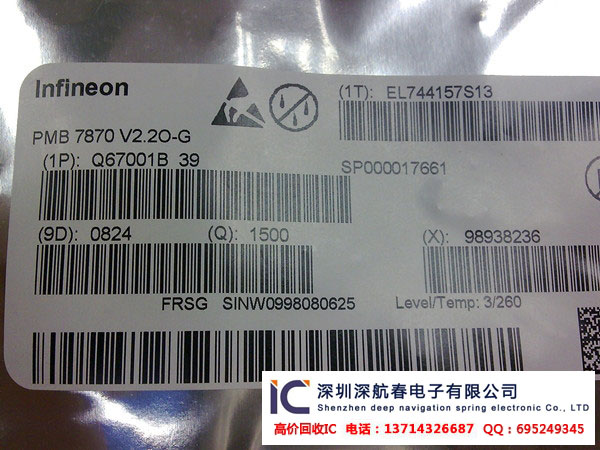 Infineon
(1T): EL744157S13
PMB 7870 V2.2O-G
(1P): Q67001B 39
SP000017661
(9D): 0824 (Q): 1500 (X): 98938236
FRSG SINW0998080625 Level/Temp: 3/260
IC 深圳深航春电子有限公司
Shenzhen deep navigation spring electronic Co., LTD
高价回收IC 电话：13714326687 QQ：695249345